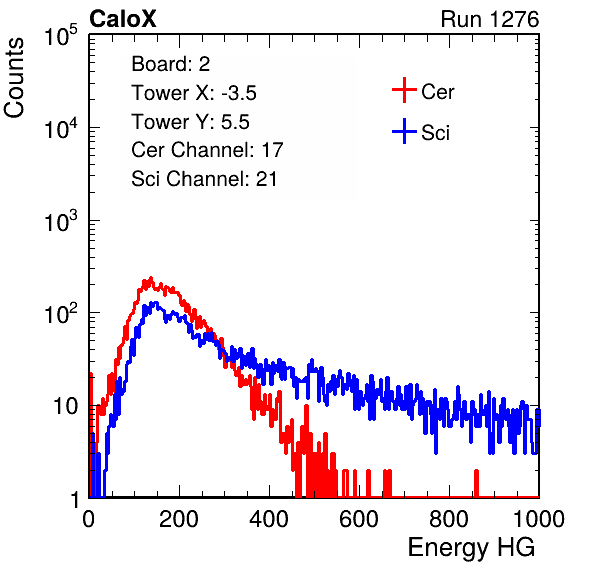 CaloX Run 1276
Counts
10^5
10^4
10^3
10^2
10
1
Board: 2
Tower X: -3.5
Tower Y: 5.5
Cer Channel: 17
Sci Channel: 21
Cer
Sci
0 200 400 600 800 1000
Energy HG